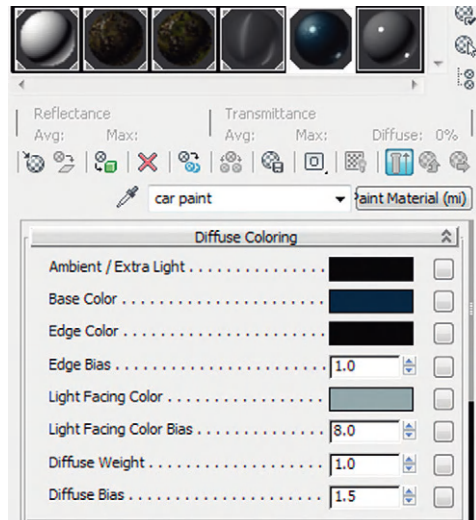 Reflectance
Transmittance
Avg: Max:
Avg: Max: Diffuse: 0%
car paint
Paint Material (mi)
Diffuse Coloring
Ambient / Extra Light
Base Color
Edge Color
Edge Bias 1.0
Light Facing Color
Light Facing Color Bias 8.0
Diffuse Weight 1.0
Diffuse Bias 1.5